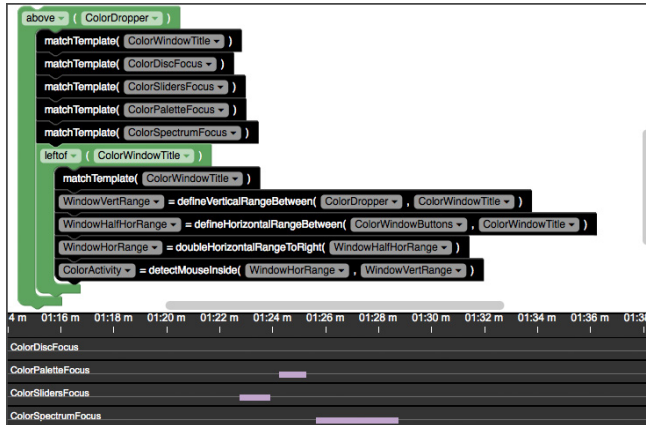 above ( ColorDropper )
matchTemplate( ColorWindowTitle )
matchTemplate( ColorDiscFocus )
matchTemplate( ColorSlidersFocus )
matchTemplate( ColorPaletteFocus )
matchTemplate( ColorSpectrumFocus )
leftof ( ColorWindowTitle )
matchTemplate( ColorWindowTitle )
WindowVertRange = defineVerticalRangeBetween( ColorDropper , ColorWindowTitle )
WindowHalfHorRange = defineHorizontalRangeBetween( ColorWindowButtons , ColorWindowTitle )
WindowHorRange = doubleHorizontalRangeToRight( WindowHalfHorRange )
ColorActivity = detectMouseInside( WindowHorRange , WindowVertRange )
4 m 01:16 m 01:18 m 01:20 m 01:22 m 01:24 m 01:26 m 01:28 m 01:30 m 01:32 m 01:34 m 01:36 m 01:38
ColorDiscFocus
ColorPaletteFocus
ColorSlidersFocus
ColorSpectrumFocus